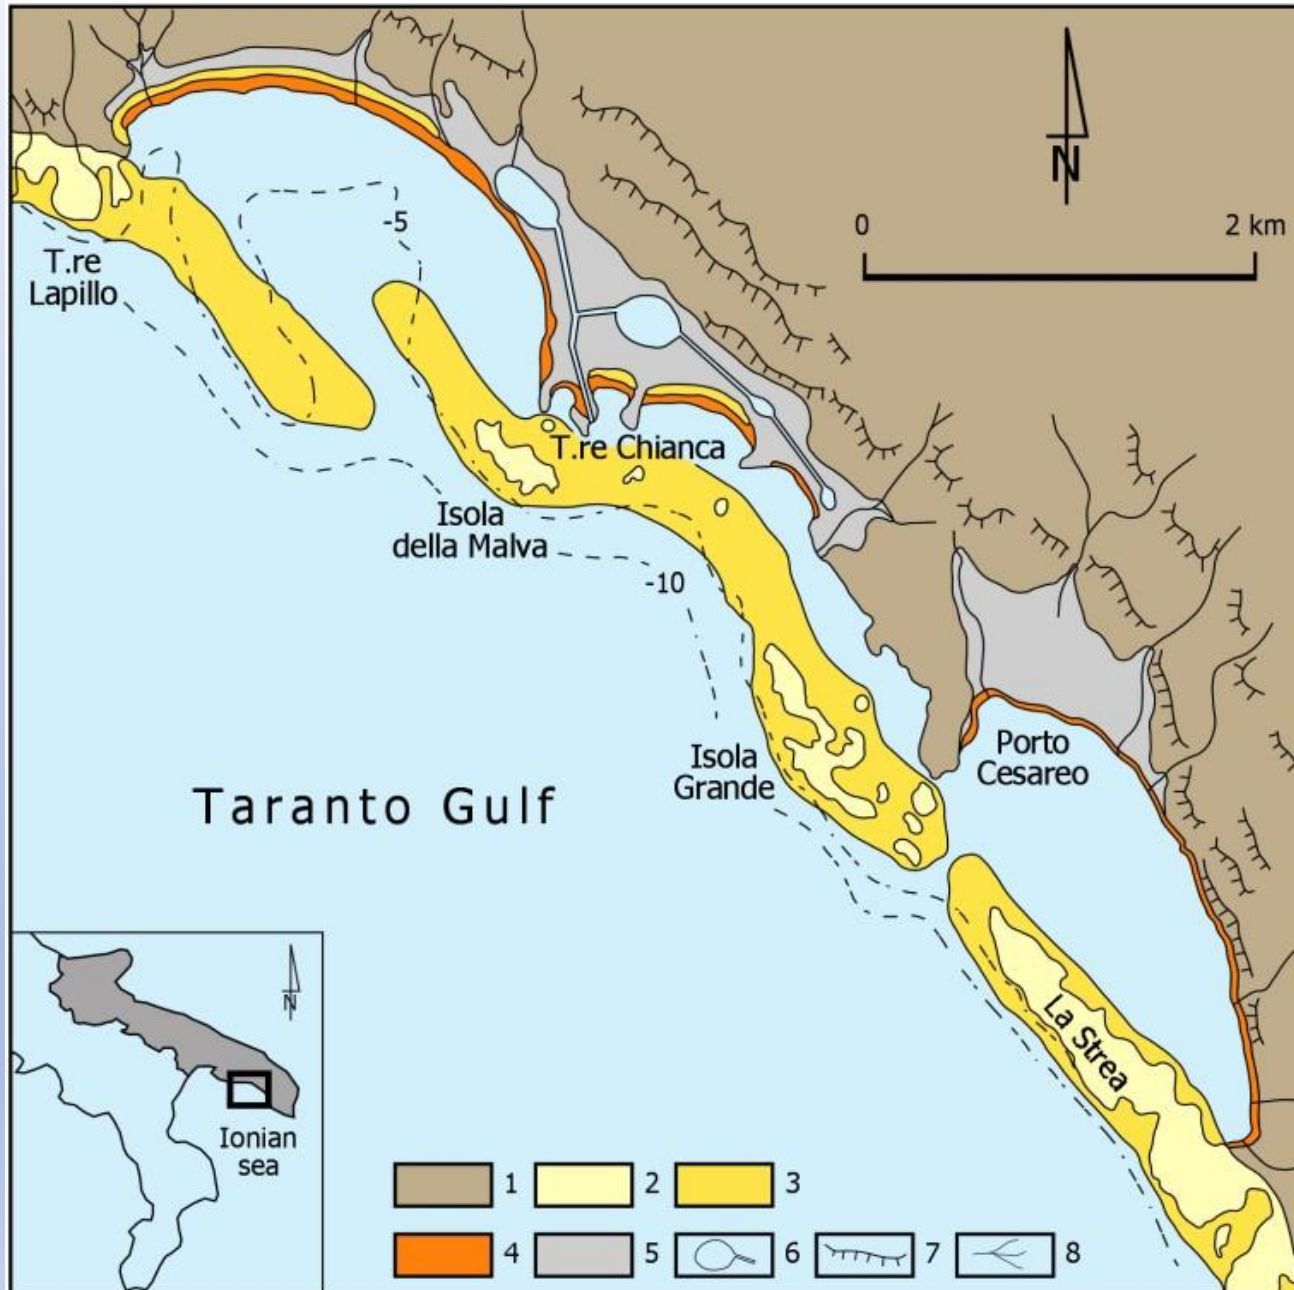 N
0
2 km
-5
T.re
Lapillo
T.re Chianca
Isola
della Malva
-10
Isola
Grande
Porto
Cesareo
Taranto Gulf
La Strea
N
Ionian
sea
1
2
3
4
5
6
7
8